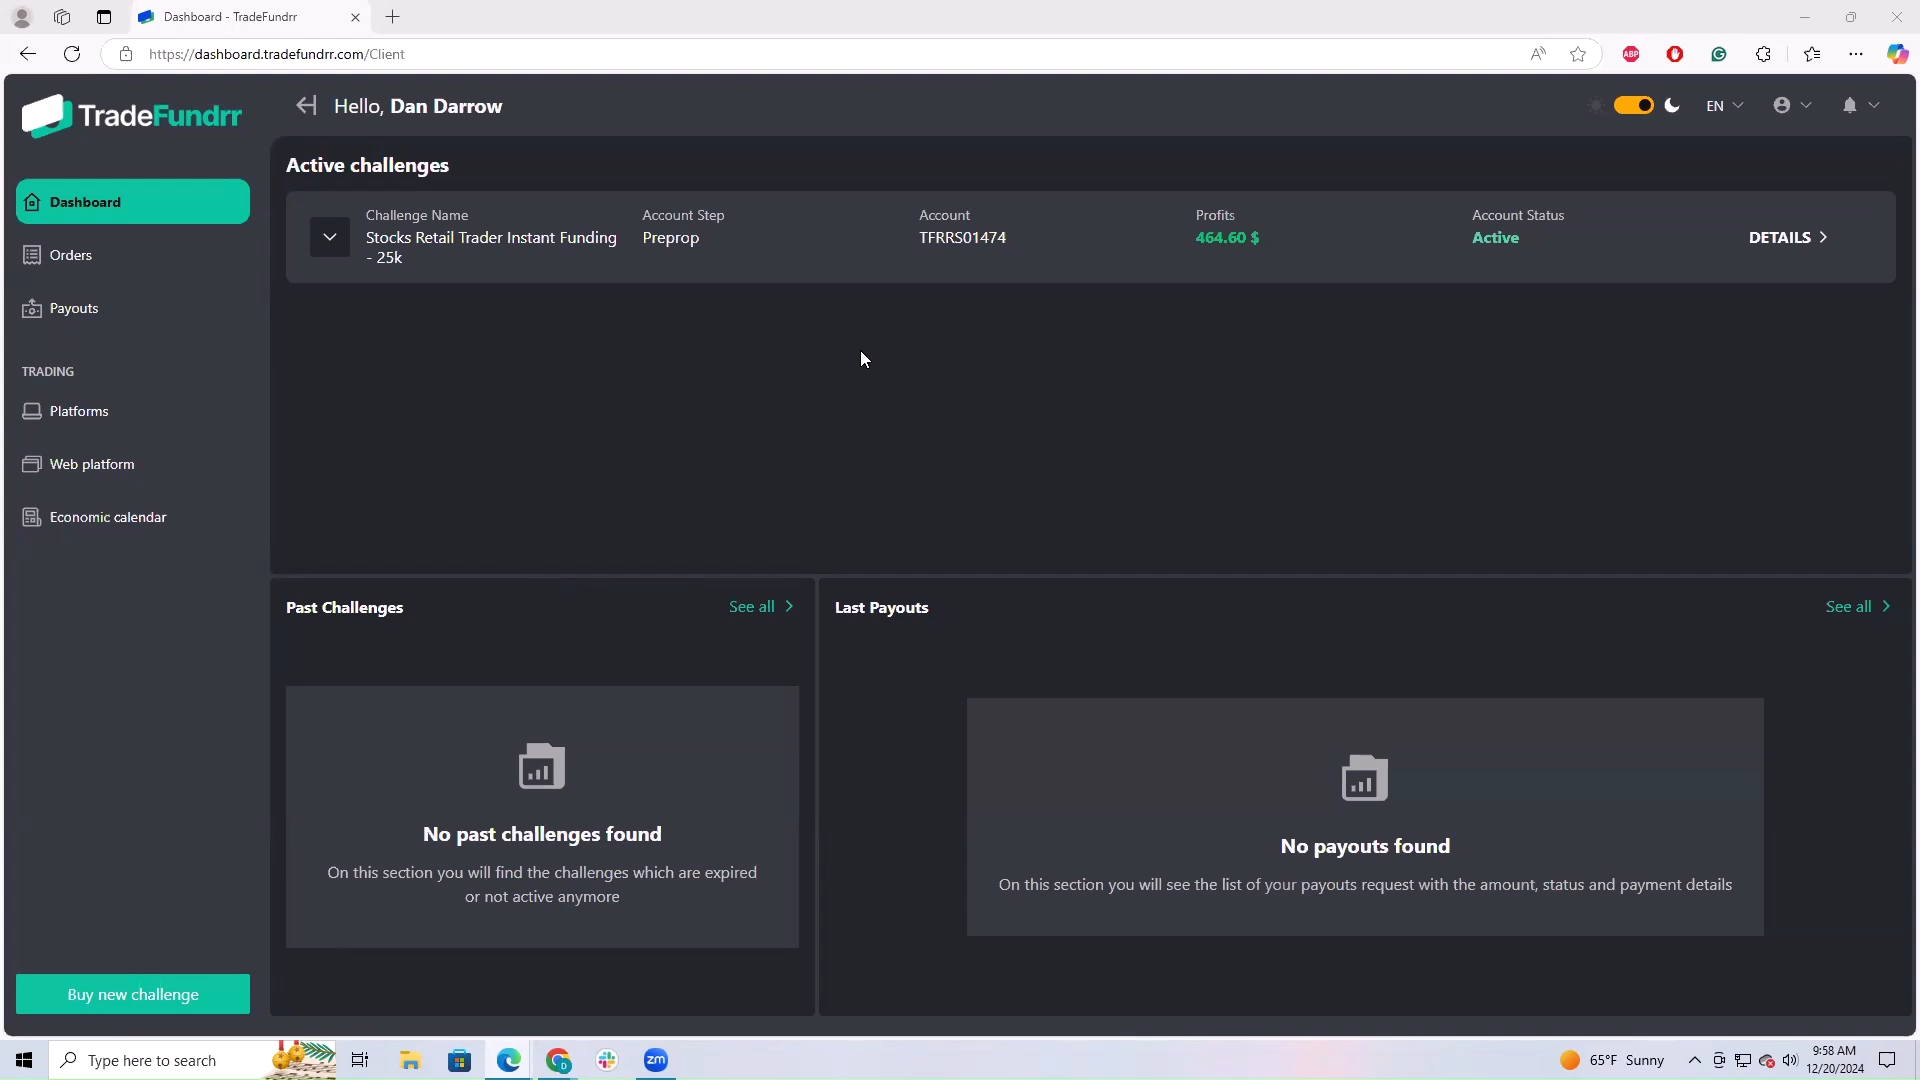 Dashboard - TradeFundrr
https://dashboard.tradefundrr.com/Client
ABP
TradeFundrr
Hello, Dan Darrow
EN
Dashboard
Orders
Payouts
TRADING
Platforms
Web platform
Economic calendar
Buy new challenge
Active challenges
Challenge Name
Stocks Retail Trader Instant Funding
- 25k
Account Step
Preprop
Account
TFRRS01474
Profits
464.60 $
Account Status
Active
DETAILS
Past Challenges
See all
No past challenges found
On this section you will find the challenges which are expired
or not active anymore
Last Payouts
See all
No payouts found
On this section you will see the list of your payouts request with the amount, status and payment details
Type here to search
D
zm
65°F Sunny
9:58 AM
12/20/2024